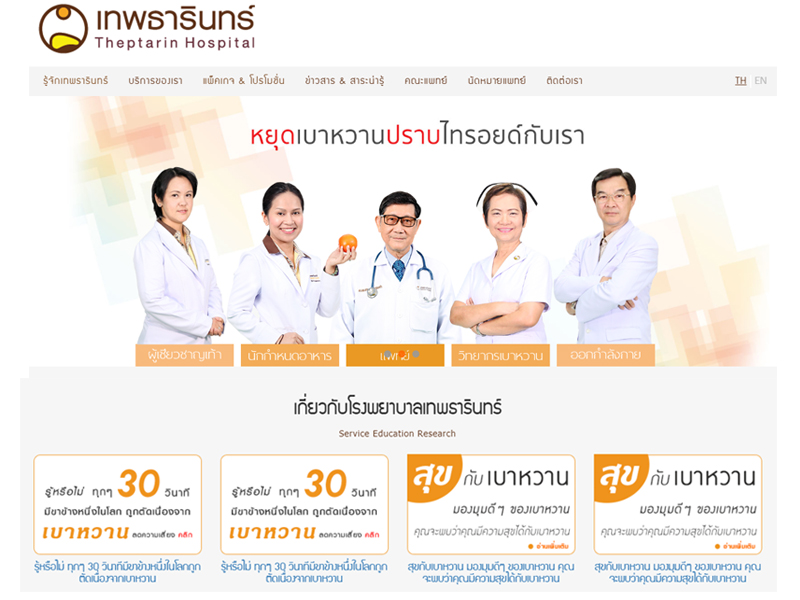 เทพธารินทร์
Theptarin Hospital
รู้จักเทพธารินทร์ บริการของเรา แพ็คเกจ & โปรโมชั่น ข่าวสาร & สาระน่ารู้ คณะแพทย์ นัดหมายแพทย์ ติดต่อเรา TH EN
หยุดเบาหวานปราบไทรอยด์กับเรา
ผู้เชียวชาญเท้า นักกำหนดอาหาร แพทย์ วิทยากรเบาหวาน ออกกำลังกาย
เกี่ยวกับโรงพยาบาลเทพธารินทร์
Service Education Research
รู้หรือไม่ ทุกๆ 30 วินาที
มีขาข้างหนึ่งในโลก ถูกตัดเนื่องจาก
เบาหวาน ลดความเสี่ยง คลิก
รู้หรือไม่ ทุกๆ 30 วินาที
มีขาข้างหนึ่งในโลก ถูกตัดเนื่องจาก
เบาหวาน ลดความเสี่ยง คลิก
สุข กับ เบาหวาน
มองมุมดีๆ ของเบาหวาน
คุณจะพบว่าคุณมีความสุขได้กับเบาหวาน
อ่านเพิ่มเติม
สุข กับ เบาหวาน
มองมุมดีๆ ของเบาหวาน
คุณจะพบว่าคุณมีความสุขได้กับเบาหวาน
อ่านเพิ่มเติม
รู้หรือไม่ ทุกๆ 30 วินาทีมีขาข้างหนึ่งในโลกถูก
ตัดเนื่องจากเบาหวาน
รู้หรือไม่ ทุกๆ 30 วินาทีมีขาข้างหนึ่งในโลกถูก
ตัดเนื่องจากเบาหวาน
สุขกับเบาหวาน มองมุมดีๆ ของเบาหวาน คุณ
จะพบว่าคุณมีความสุขได้กับเบาหวาน
สุขกับเบาหวาน มองมุมดีๆ ของเบาหวาน คุณ
จะพบว่าคุณมีความสุขได้กับเบาหวาน